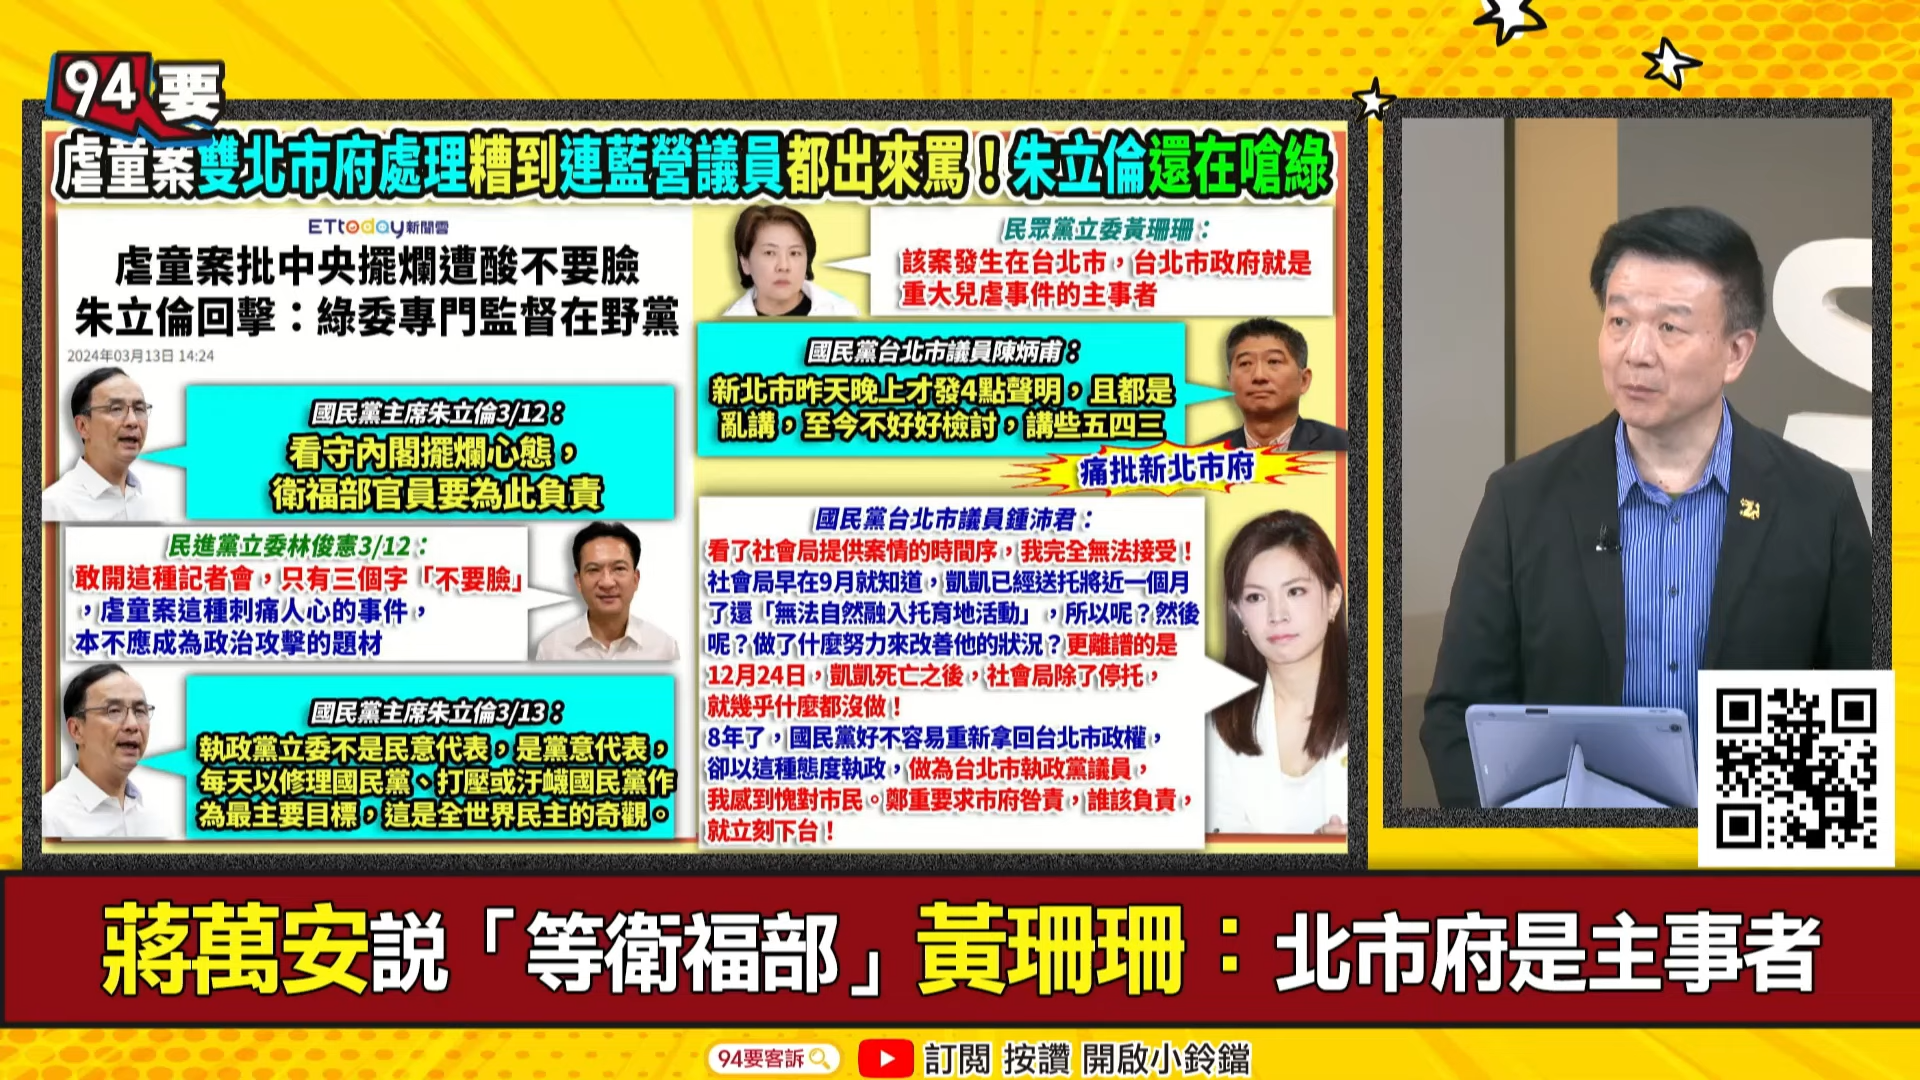 94要
虐童案雙北市府處理糟到連藍營議員都出來罵！朱立倫還在嗆綠
ETtoday新聞雲
虐童案批中央擺爛遭酸不要臉
朱立倫回擊：綠委專門監督在野黨
2024年03月13日 14:24
國民黨主席朱立倫3/12：
看守內閣擺爛心態，
衛福部官員要為此負責
民進黨立委林俊憲3/12：
敢開這種記者會，只有三個字「不要臉」
，虐童案這種刺痛人心的事件，
本不應成為政治攻擊的題材
國民黨主席朱立倫3/13：
執政黨立委不是民意代表，是黨意代表，
每天以修理國民黨、打壓或汙衊國民黨作
為最主要目標，這是全世界民主的奇觀。
民眾黨立委黃珊珊：
該案發生在台北市，台北市政府就是
重大兒虐事件的主事者
國民黨台北市議員陳炳甫：
新北市昨天晚上才發4點聲明，且都是
亂講，至今不好好檢討，講些五四三
痛批新北市府
國民黨台北市議員鍾沛君：
看了社會局提供案情的時間序，我完全無法接受！
社會局早在9月就知道，凱凱已經送托將近一個月
了還「無法自然融入托育地活動」，所以呢？然後
呢？做了什麼努力來改善他的狀況？更離譜的是
12月24日，凱凱死亡之後，社會局除了停托，
就幾乎什麼都沒做！
8年了，國民黨好不容易重新拿回台北市政權，
卻以這種態度執政，做為台北市執政黨議員，
我感到愧對市民。鄭重要求市府咎責，誰該負責，
就立刻下台！
蔣萬安説「等衛福部」黃珊珊：北市府是主事者
94要客訴
訂閱 按讚 開啟小鈴鐺